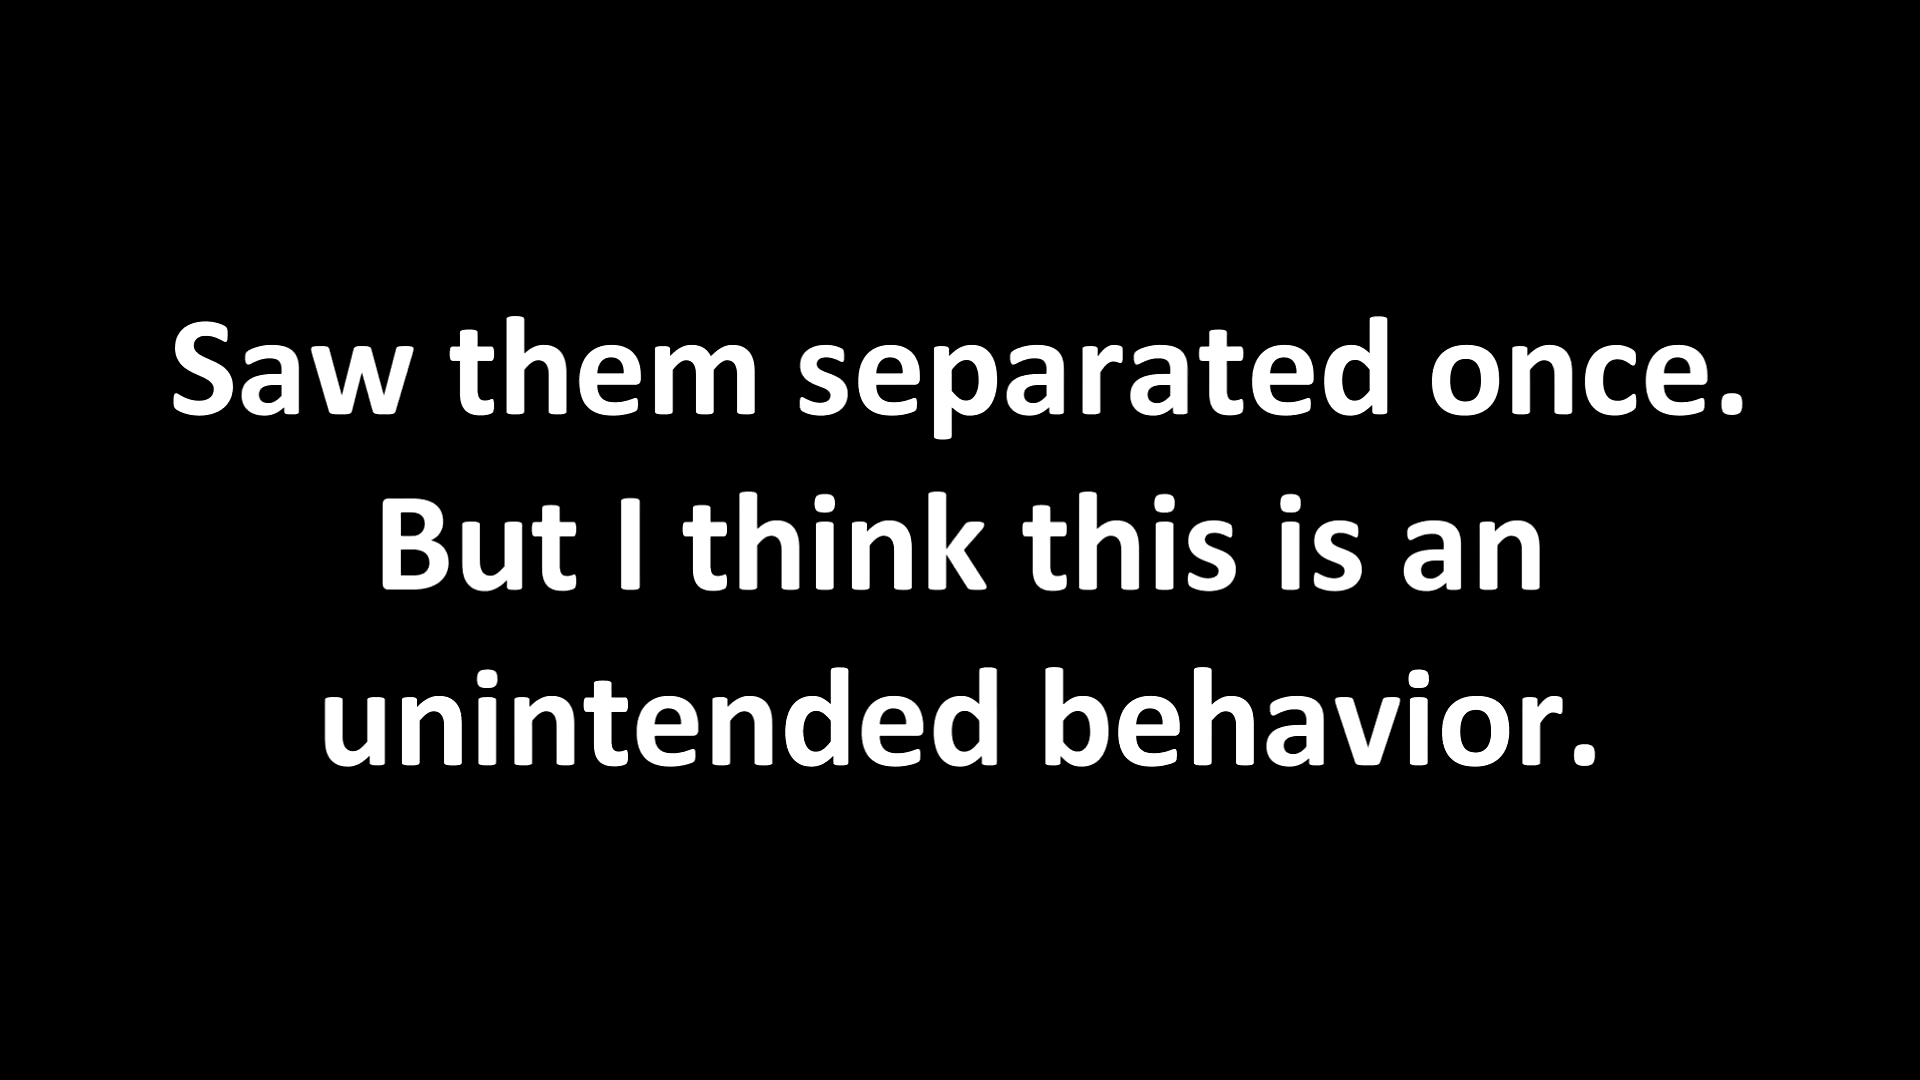 Saw them separated once.
But I think this is an
unintended behavior.